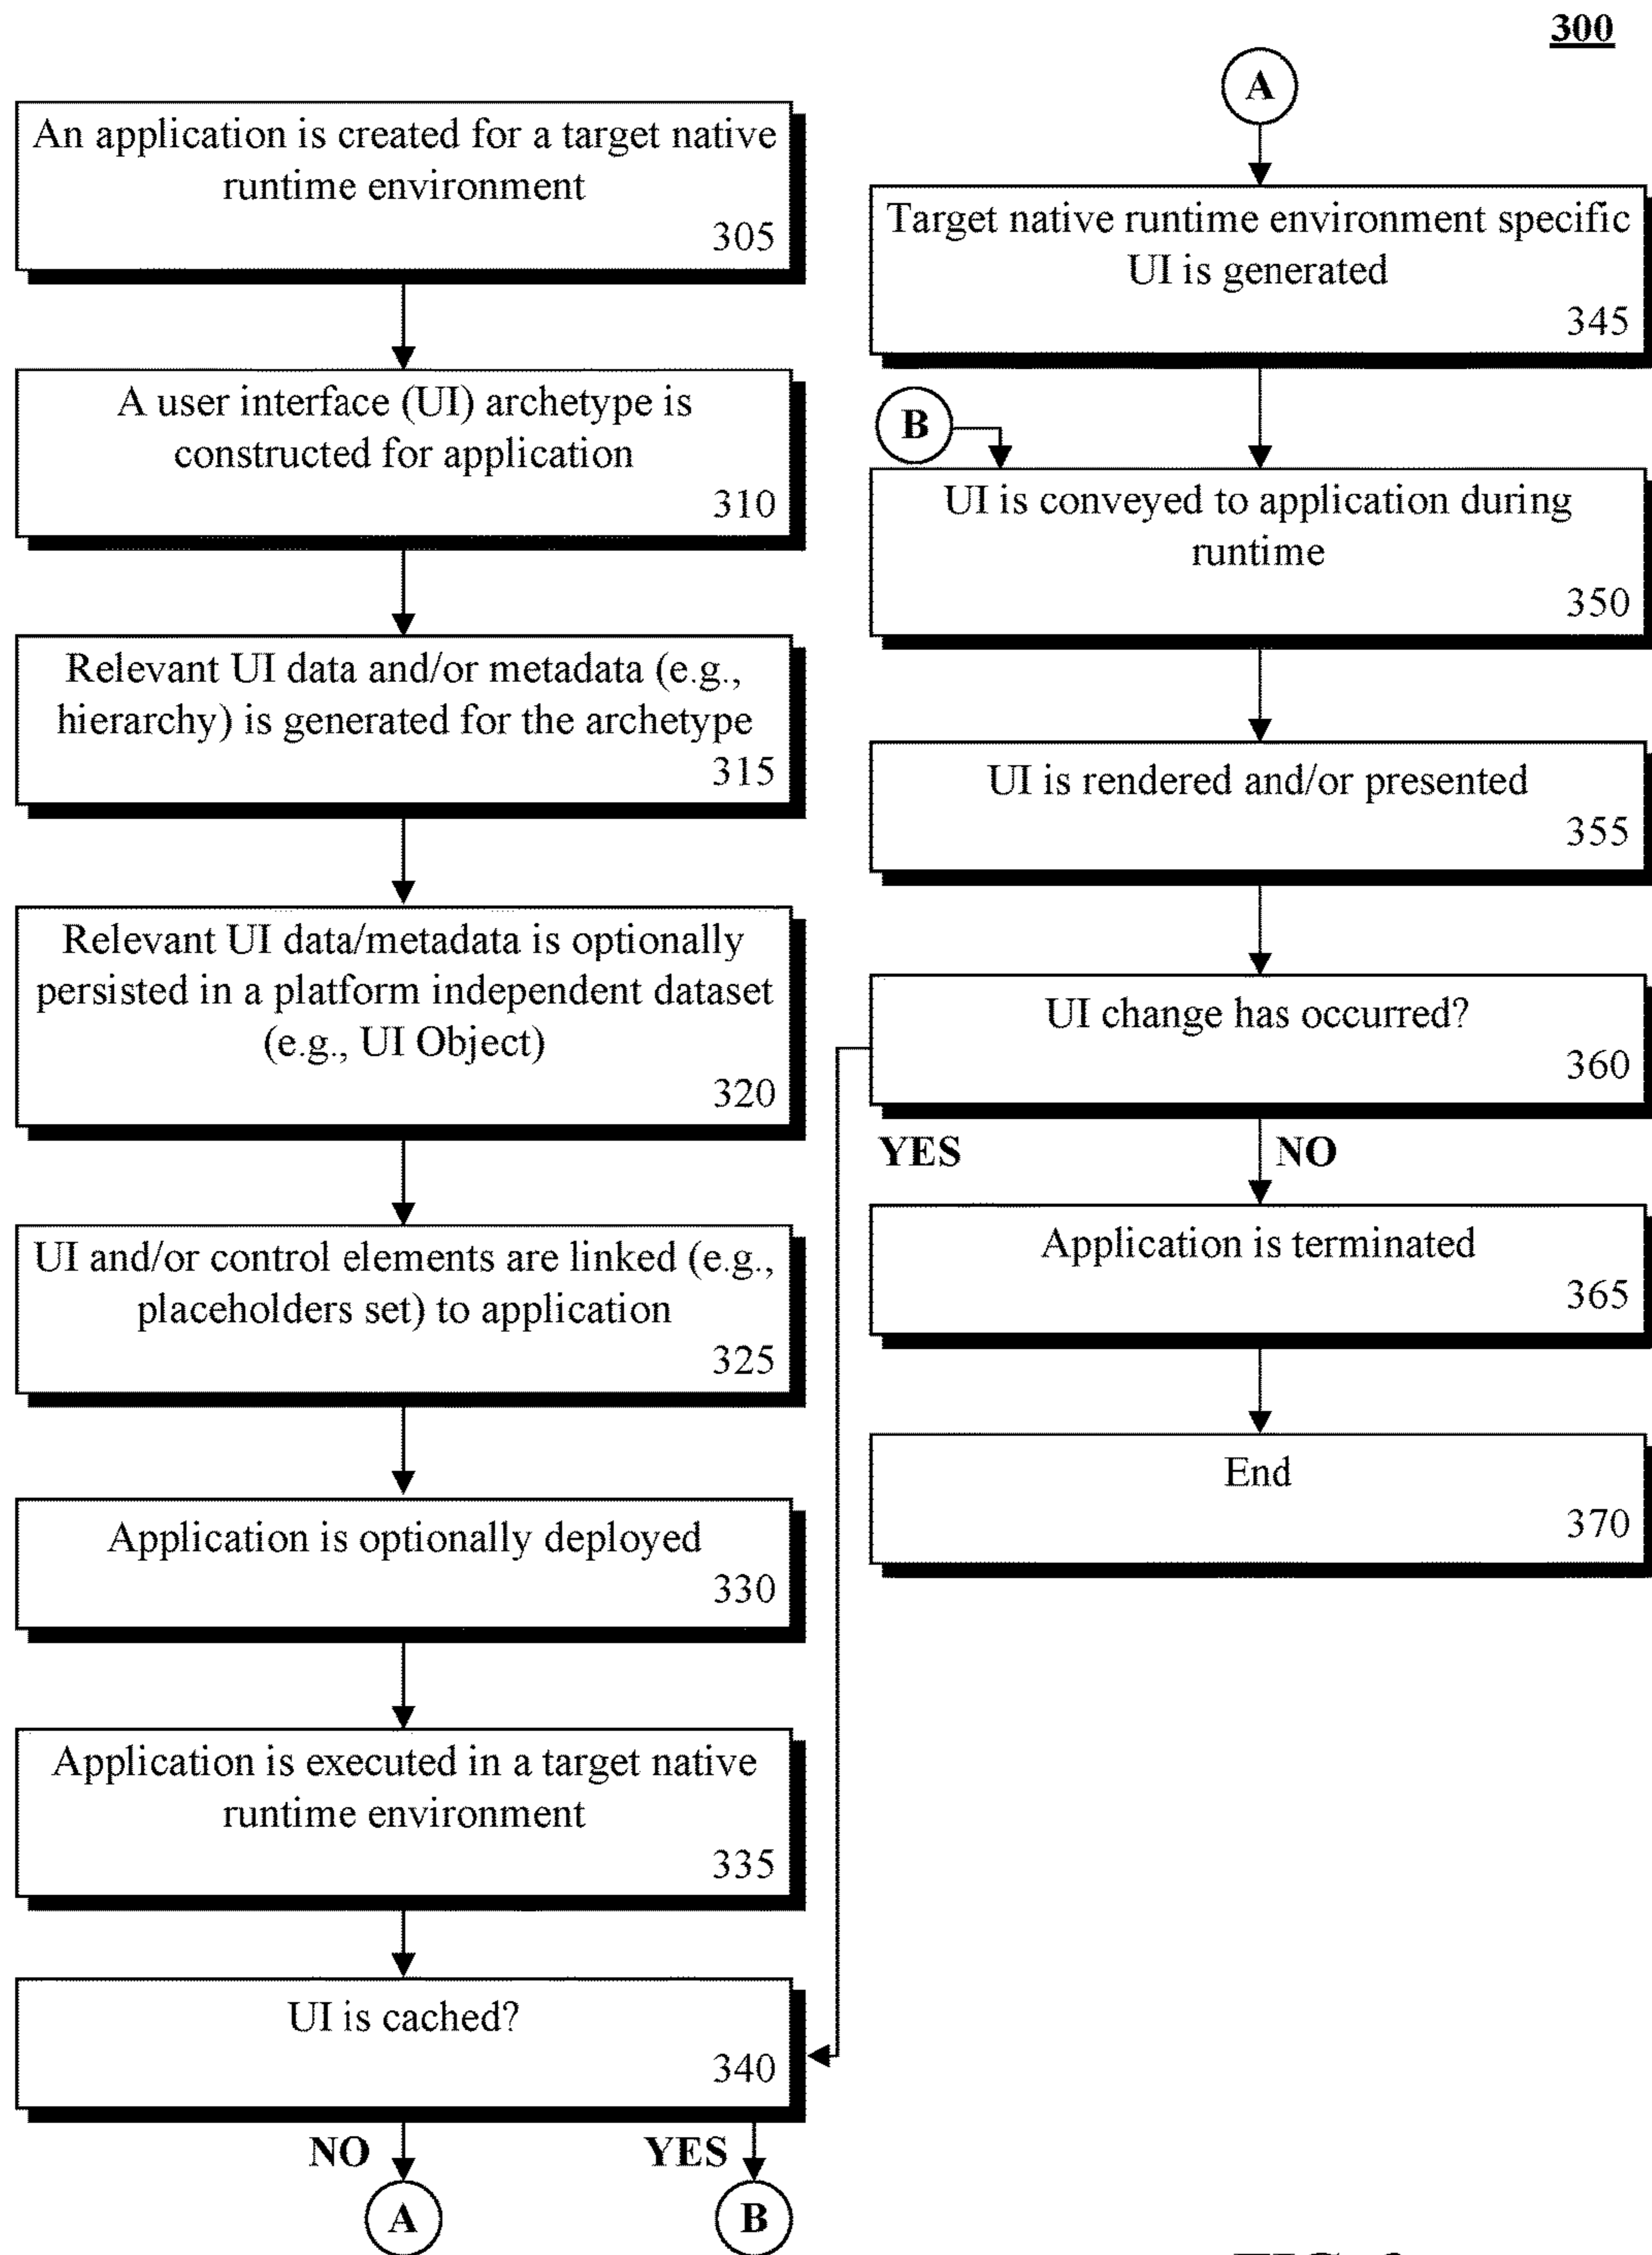 300
An application is created for a target native
runtime environment
305
A user interface (UI) archetype is
constructed for application
310
Relevant UI data and/or metadata (e.g.,
hierarchy) is generated for the archetype
315
Relevant UI data/metadata is optionally
persisted in a platform independent dataset
(e.g., UI Object)
320
UI and/or control elements are linked (e.g.,
placeholders set) to application
325
Application is optionally deployed
330
Application is executed in a target native
runtime environment
335
UI is cached?
340
NO
YES
A
B
A
Target native runtime environment specific
UI is generated
345
B
UI is conveyed to application during
runtime
350
UI is rendered and/or presented
355
UI change has occurred?
360
YES
NO
Application is terminated
365
End
370